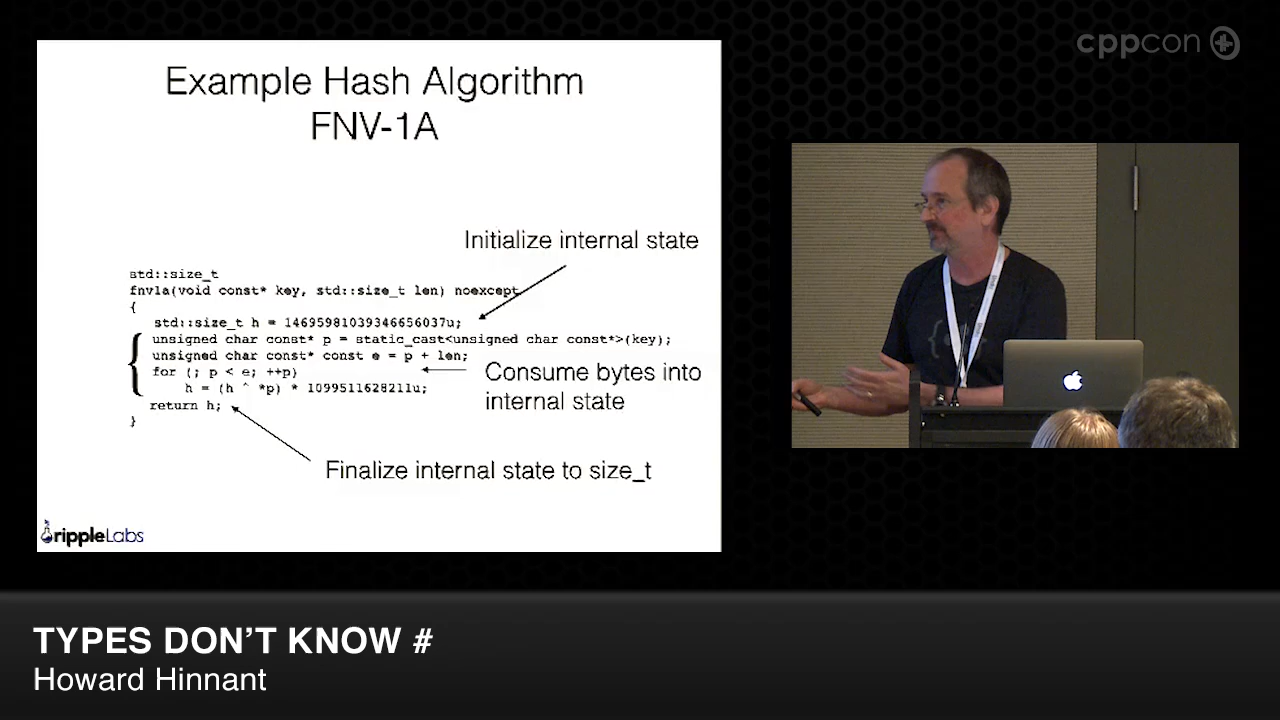 cppcon
Example Hash Algorithm
FNV-1A
Initialize internal state
std::size_t
fnv1a(void const* key, std::size_t len) noexcept
{
std::size_t h = 14695981039346656037u;
unsigned char const* p = static_cast<unsigned char const*>(key);
unsigned char const* const e = p + len;
for (; p < e; ++p)
h = (h ^ *p) * 1099511628211u;
return h;
}
Consume bytes into
internal state
Finalize internal state to size_t
rippleLabs
TYPES DON'T KNOW #
Howard Hinnant